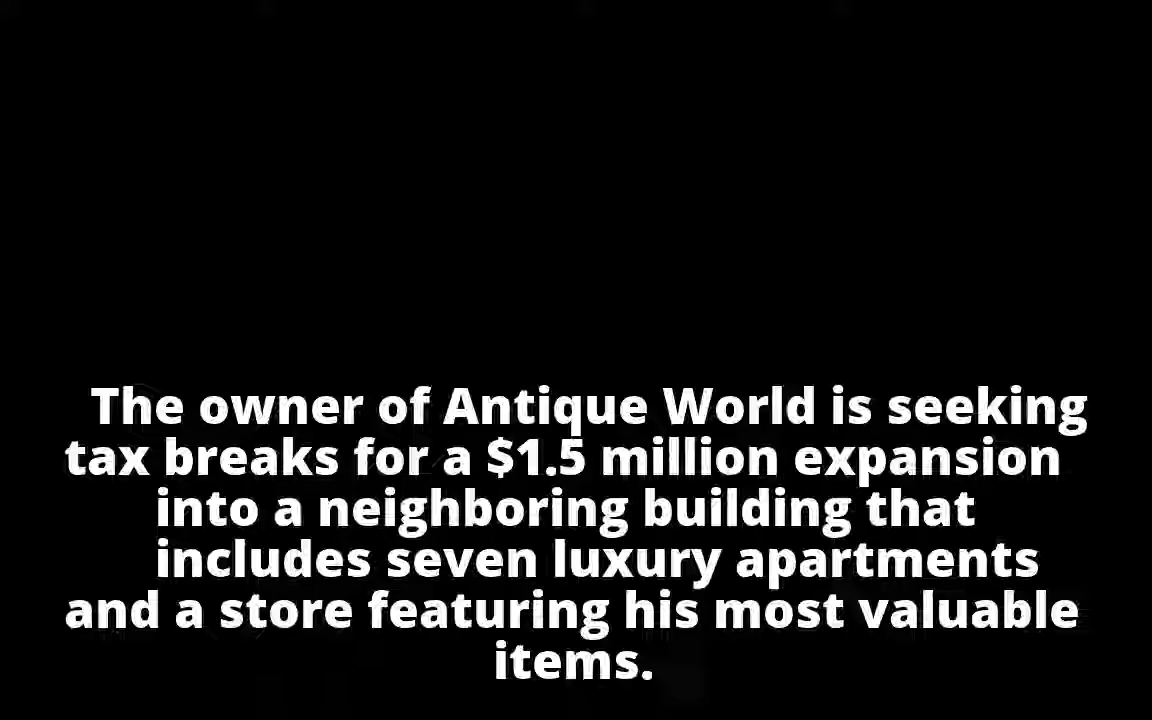 The owner of Antique World is seeking
tax breaks for a $1.5 million expansion
into a neighboring building that
includes seven luxury apartments
and a store featuring his most valuable
items.